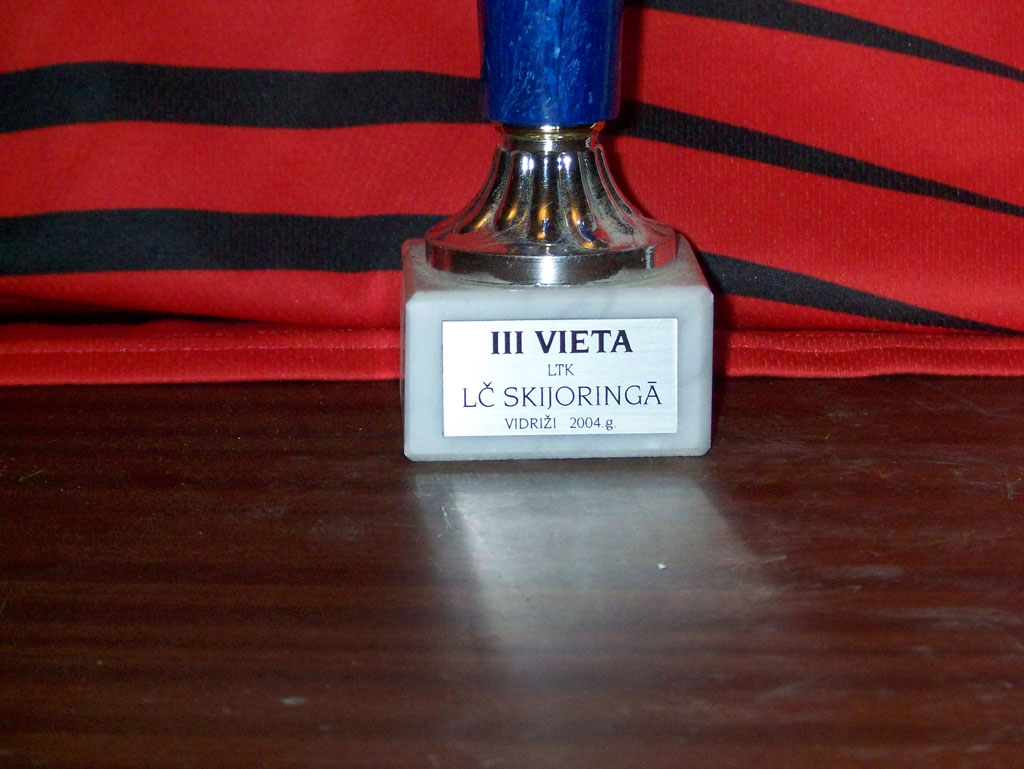 III VIETA
LTK
LČ SKIJORINGĀ
VIDRIŽI 2004.g.